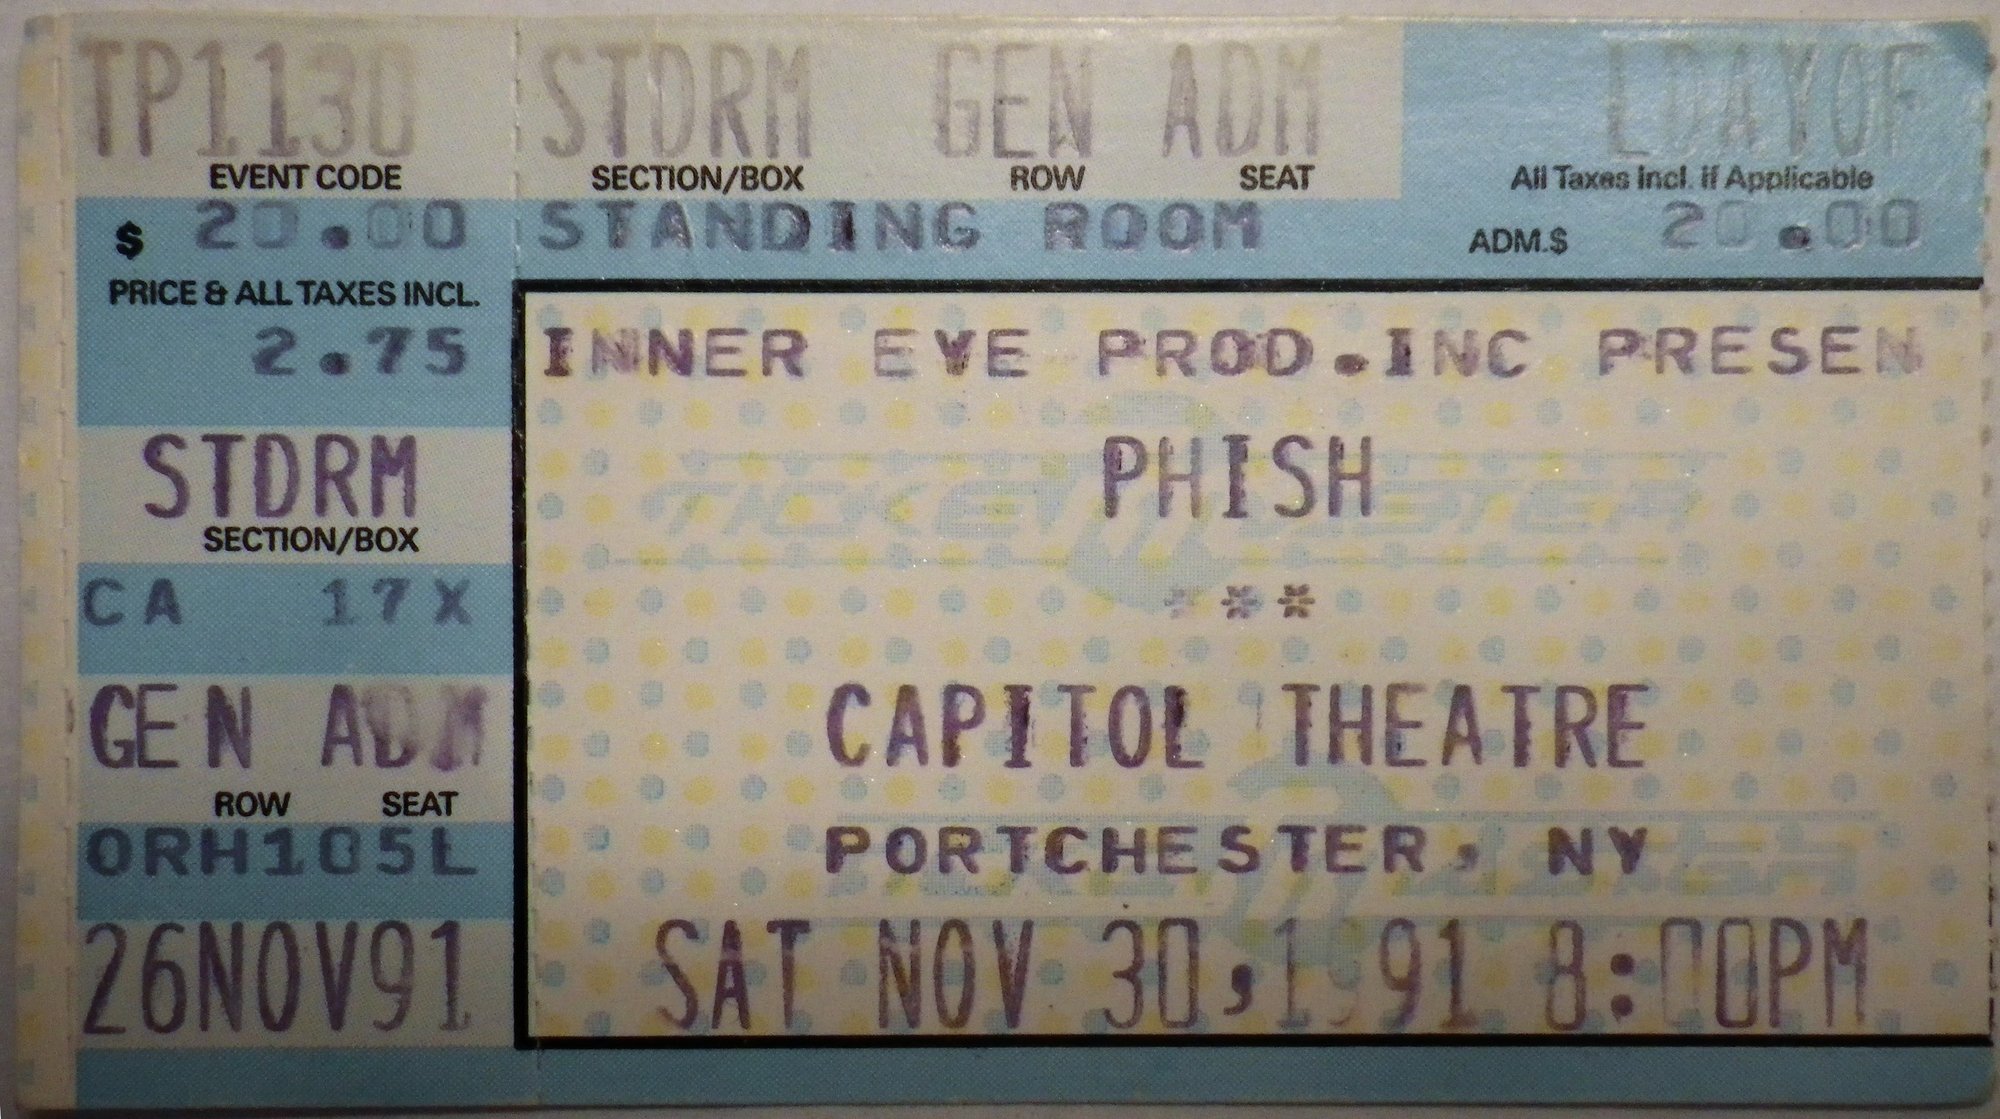 TP1130 STDRM GEN ADM LDAYOF
EVENT CODE SECTION/BOX ROW SEAT All Taxes Incl. If Applicable
$ 20.00 STANDING ROOM ADM.$ 20.00
PRICE & ALL TAXES INCL.
2.75
INNER EYE PROD.INC PRESEN
STDRM
SECTION/BOX
PHISH
TICKETMASTER
CA 17X
***
GEN ADM
ROW SEAT
CAPITOL THEATRE
ORH105L
PORTCHESTER, NY
TICKETMASTER
26NOV91
SAT NOV 30,1991 8:00PM